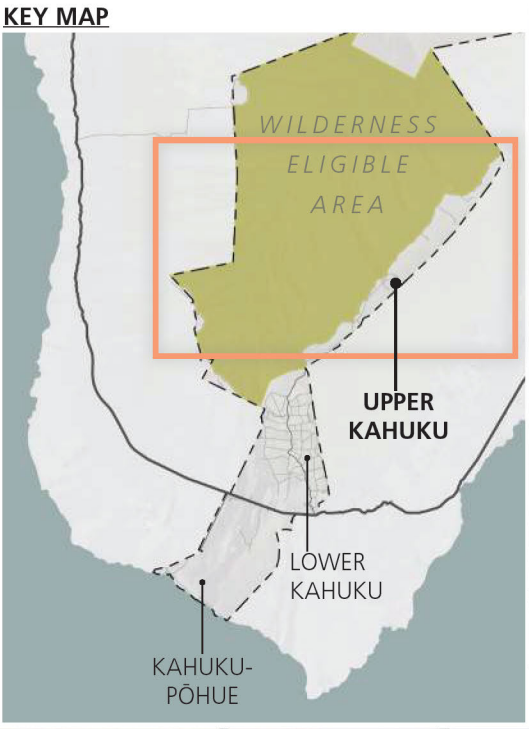 KEY MAP
WILDERNESS
ELIGIBLE
AREA
UPPER
KAHUKU
LOWER
KAHUKU
KAHUKU-
PŌHUE